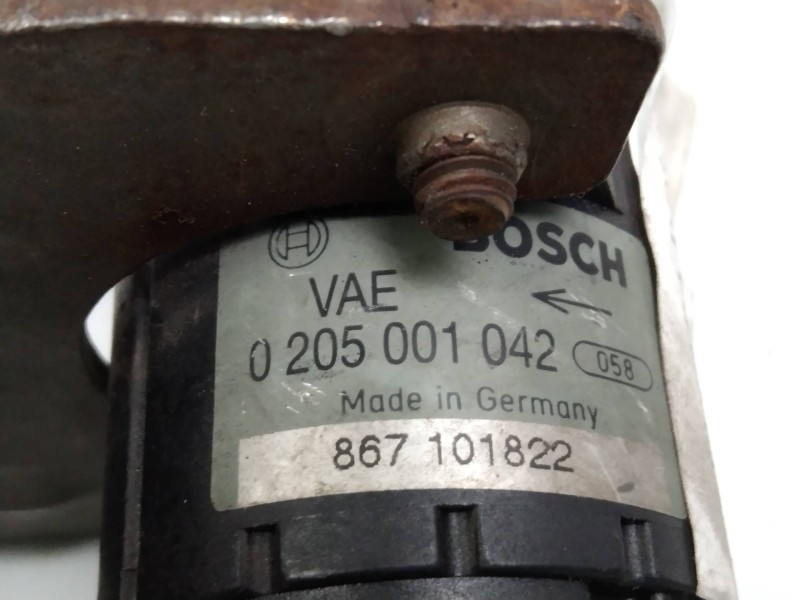 BOSCH
VAE
0 205 001 042 058
Made in Germany
867 101822